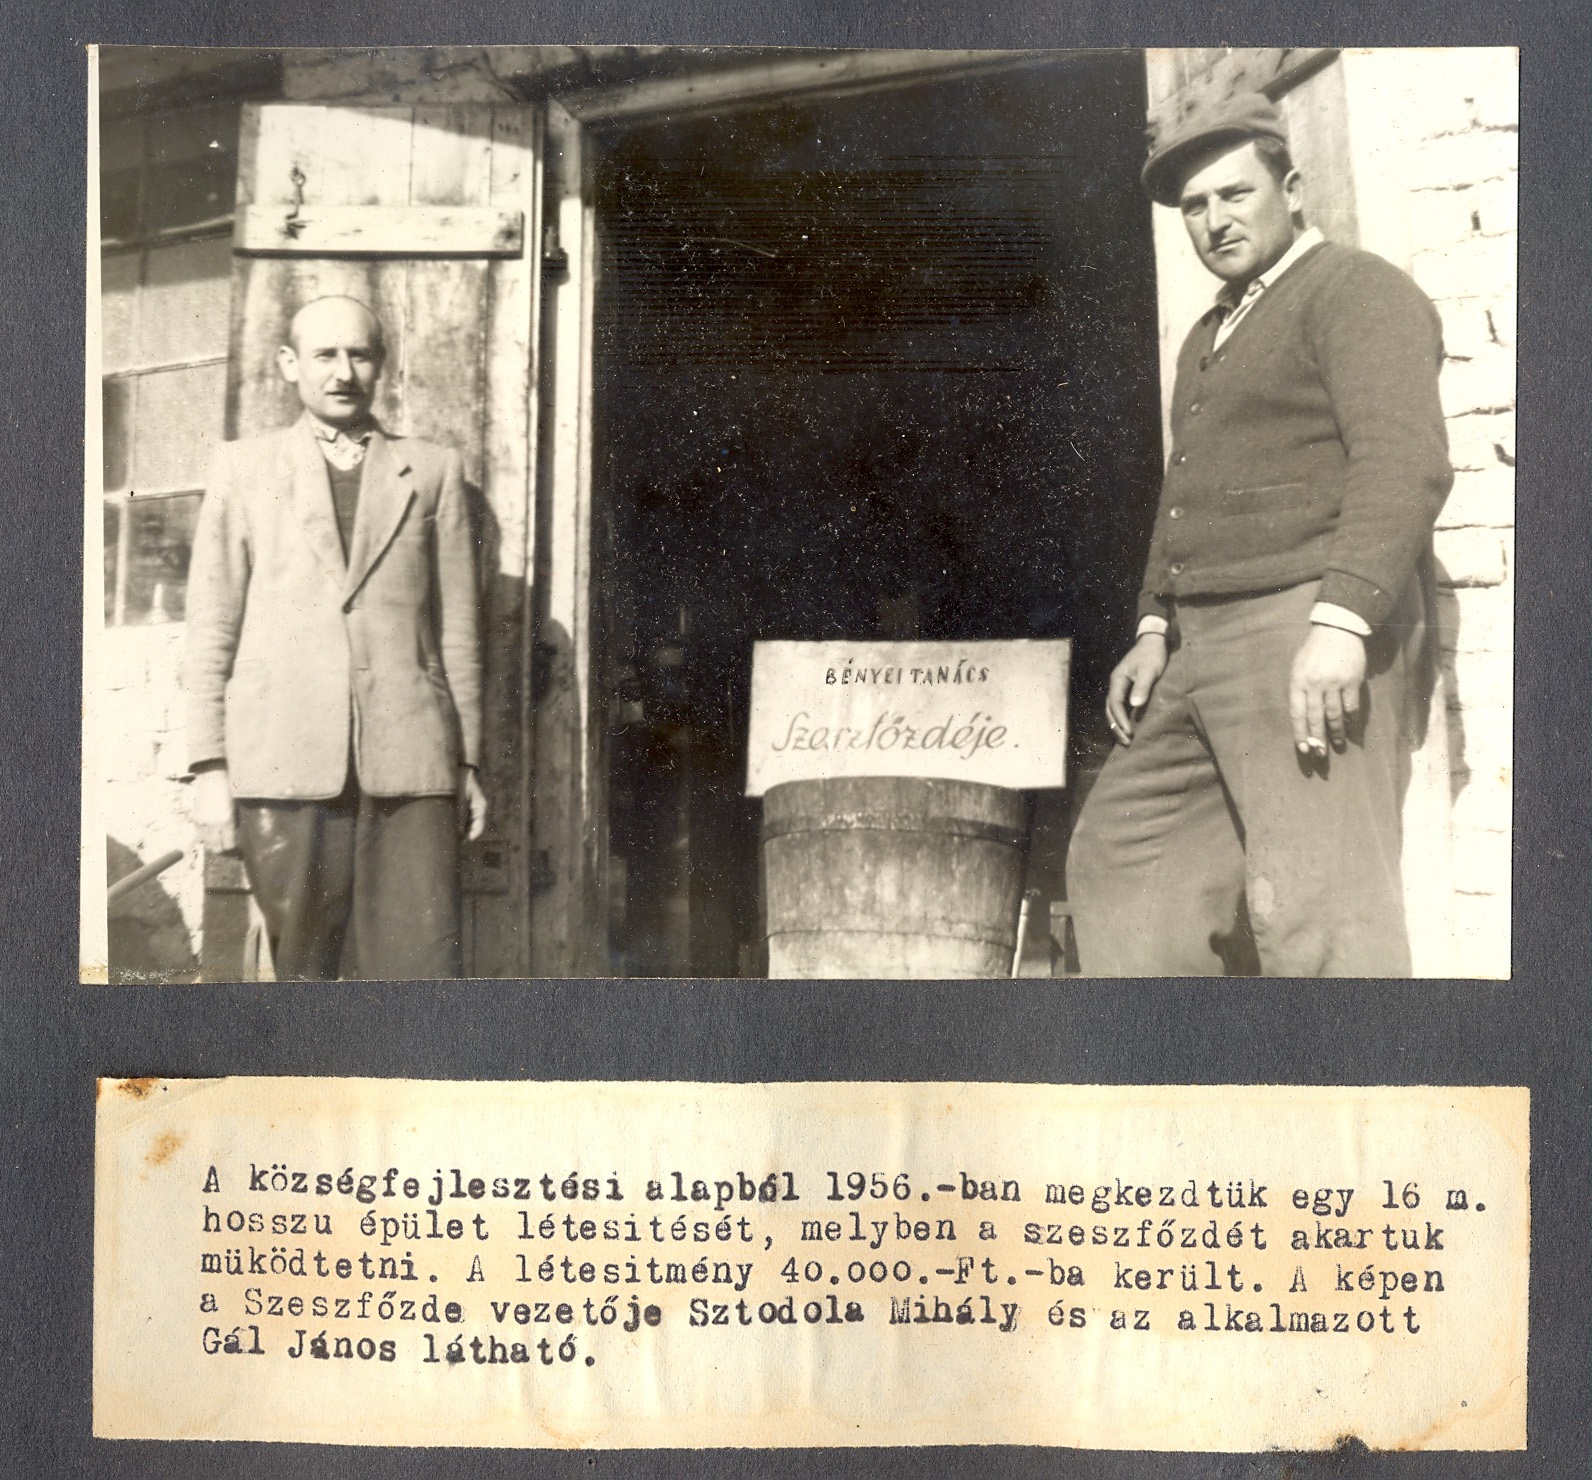 BÉNYEI TANÁCS
Szeszfőzdéje.
A községfejlesztési alapból 1956.-ban megkezdtük egy 16 m.
hosszu épület létesitését, melyben a szeszfőzdét akartuk
müködtetni. A létesitmény 40.000.-Ft.-ba került. A képen
a Szeszfőzde vezetője Sztodola Mihály és az alkalmazott
Gál János látható.